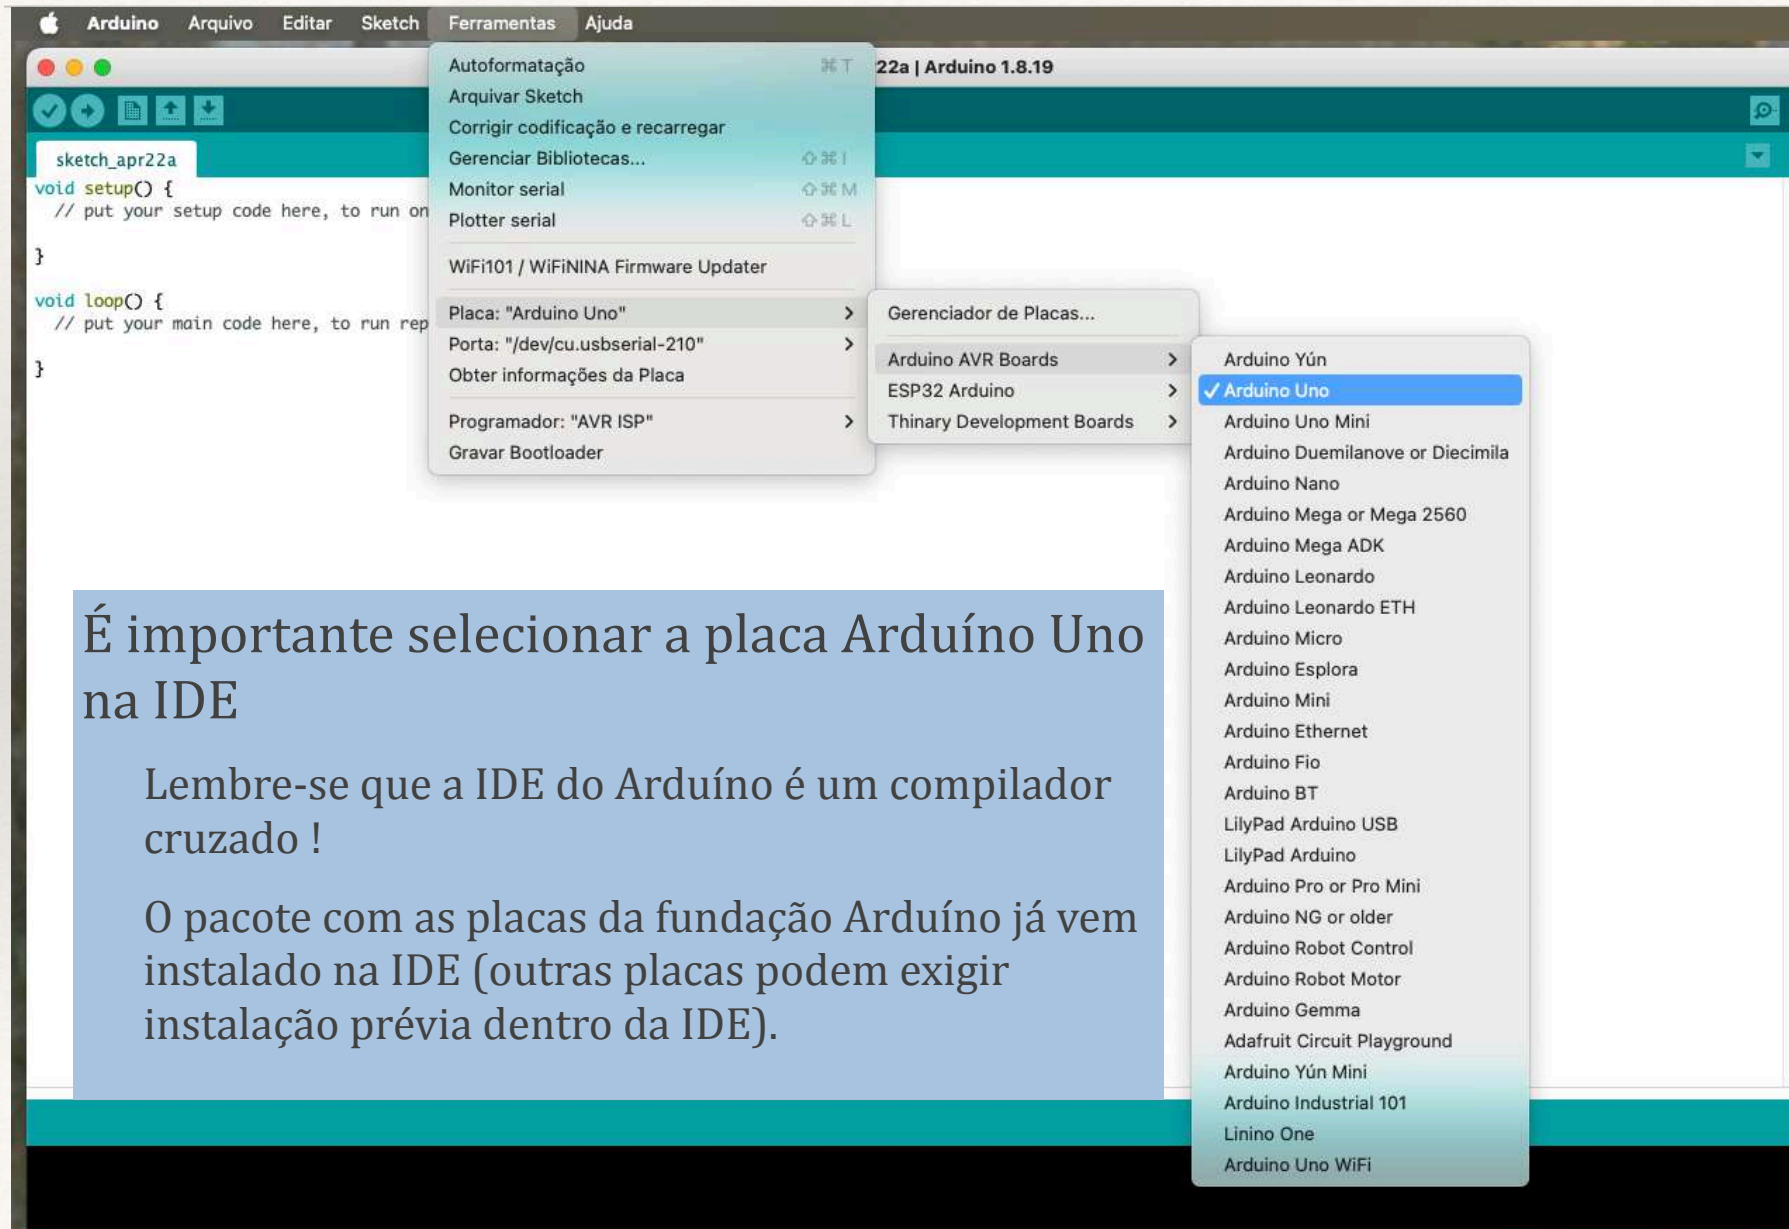 Arduino Arquivo Editar Sketch Ferramentas Ajuda
22a | Arduino 1.8.19
sketch_apr22a
void setup() {
// put your setup code here, to run on
}
void loop() {
// put your main code here, to run rep
}
Autoformatação ⌘ T
Arquivar Sketch
Corrigir codificação e recarregar
Gerenciar Bibliotecas... ⇧ ⌘ I
Monitor serial ⇧ ⌘ M
Plotter serial ⇧ ⌘ L
WiFi101 / WiFiNINA Firmware Updater
Placa: "Arduino Uno"
Porta: "/dev/cu.usbserial-210"
Obter informações da Placa
Programador: "AVR ISP"
Gravar Bootloader
Gerenciador de Placas...
Arduino AVR Boards
ESP32 Arduino
Thinary Development Boards
Arduino Yún
✓ Arduino Uno
Arduino Uno Mini
Arduino Duemilanove or Diecimila
Arduino Nano
Arduino Mega or Mega 2560
Arduino Mega ADK
Arduino Leonardo
Arduino Leonardo ETH
Arduino Micro
Arduino Esplora
Arduino Mini
Arduino Ethernet
Arduino Fio
Arduino BT
LilyPad Arduino USB
LilyPad Arduino
Arduino Pro or Pro Mini
Arduino NG or older
Arduino Robot Control
Arduino Robot Motor
Arduino Gemma
Adafruit Circuit Playground
Arduino Yún Mini
Arduino Industrial 101
Linino One
Arduino Uno WiFi
É importante selecionar a placa Arduíno Uno
na IDE
Lembre-se que a IDE do Arduíno é um compilador
cruzado !
O pacote com as placas da fundação Arduíno já vem
instalado na IDE (outras placas podem exigir
instalação prévia dentro da IDE).